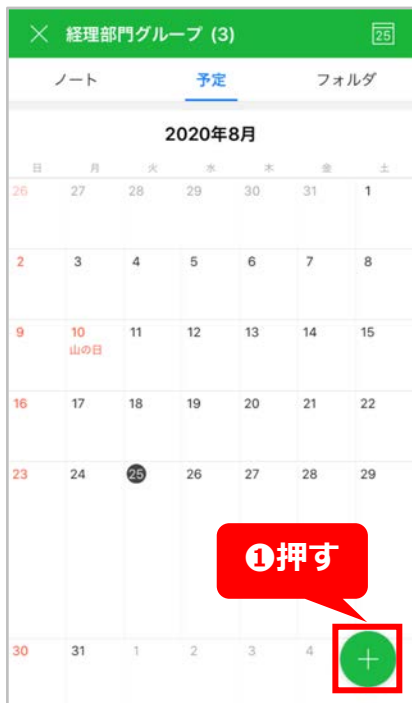 × 経理部門グループ (3) 25
ノート 予定 フォルダ
2020年8月
日 月 火 水 木 金 土
26 27 28 29 30 31 1
2 3 4 5 6 7 8
9 10 11 12 13 14 15
山の日
16 17 18 19 20 21 22
23 24 25 26 27 28 29
❶押す
30 31 1 2 3 4
+